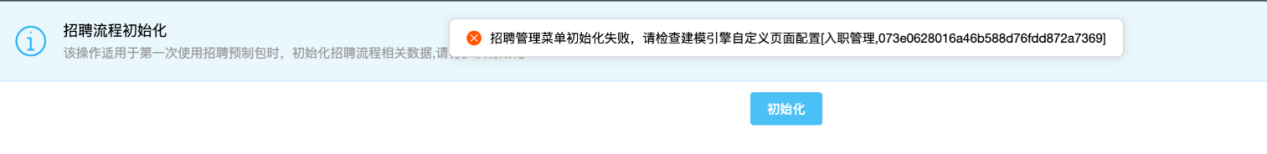 招聘流程初始化
招聘管理菜单初始化失败，请检查建模引擎自定义页面配置[入职管理,073e0628016a46b588d76fdd872a7369]
该操作适用于第一次使用招聘预制包时，初始化招聘流程相关数据,请
初始化